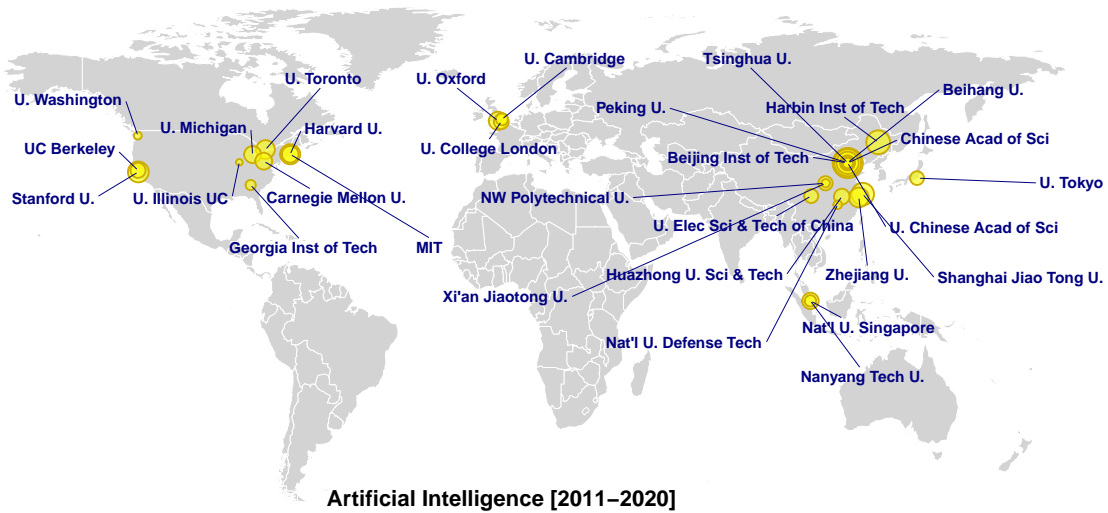 Tsinghua U.
U. Cambridge
U. Toronto
U. Oxford
Beihang U.
U. Washington
Peking U.
Harbin Inst of Tech
U. Michigan
Harvard U.
Chinese Acad of Sci
UC Berkeley
U. College London
Beijing Inst of Tech
U. Tokyo
Stanford U.
U. Illinois UC
Carnegie Mellon U.
NW Polytechnical U.
U. Elec Sci & Tech of China
U. Chinese Acad of Sci
Georgia Inst of Tech
MIT
Huazhong U. Sci & Tech
Zhejiang U.
Shanghai Jiao Tong U.
Xi'an Jiaotong U.
Nat'l U. Singapore
Nat'l U. Defense Tech
Nanyang Tech U.
Artificial Intelligence [2011−2020]